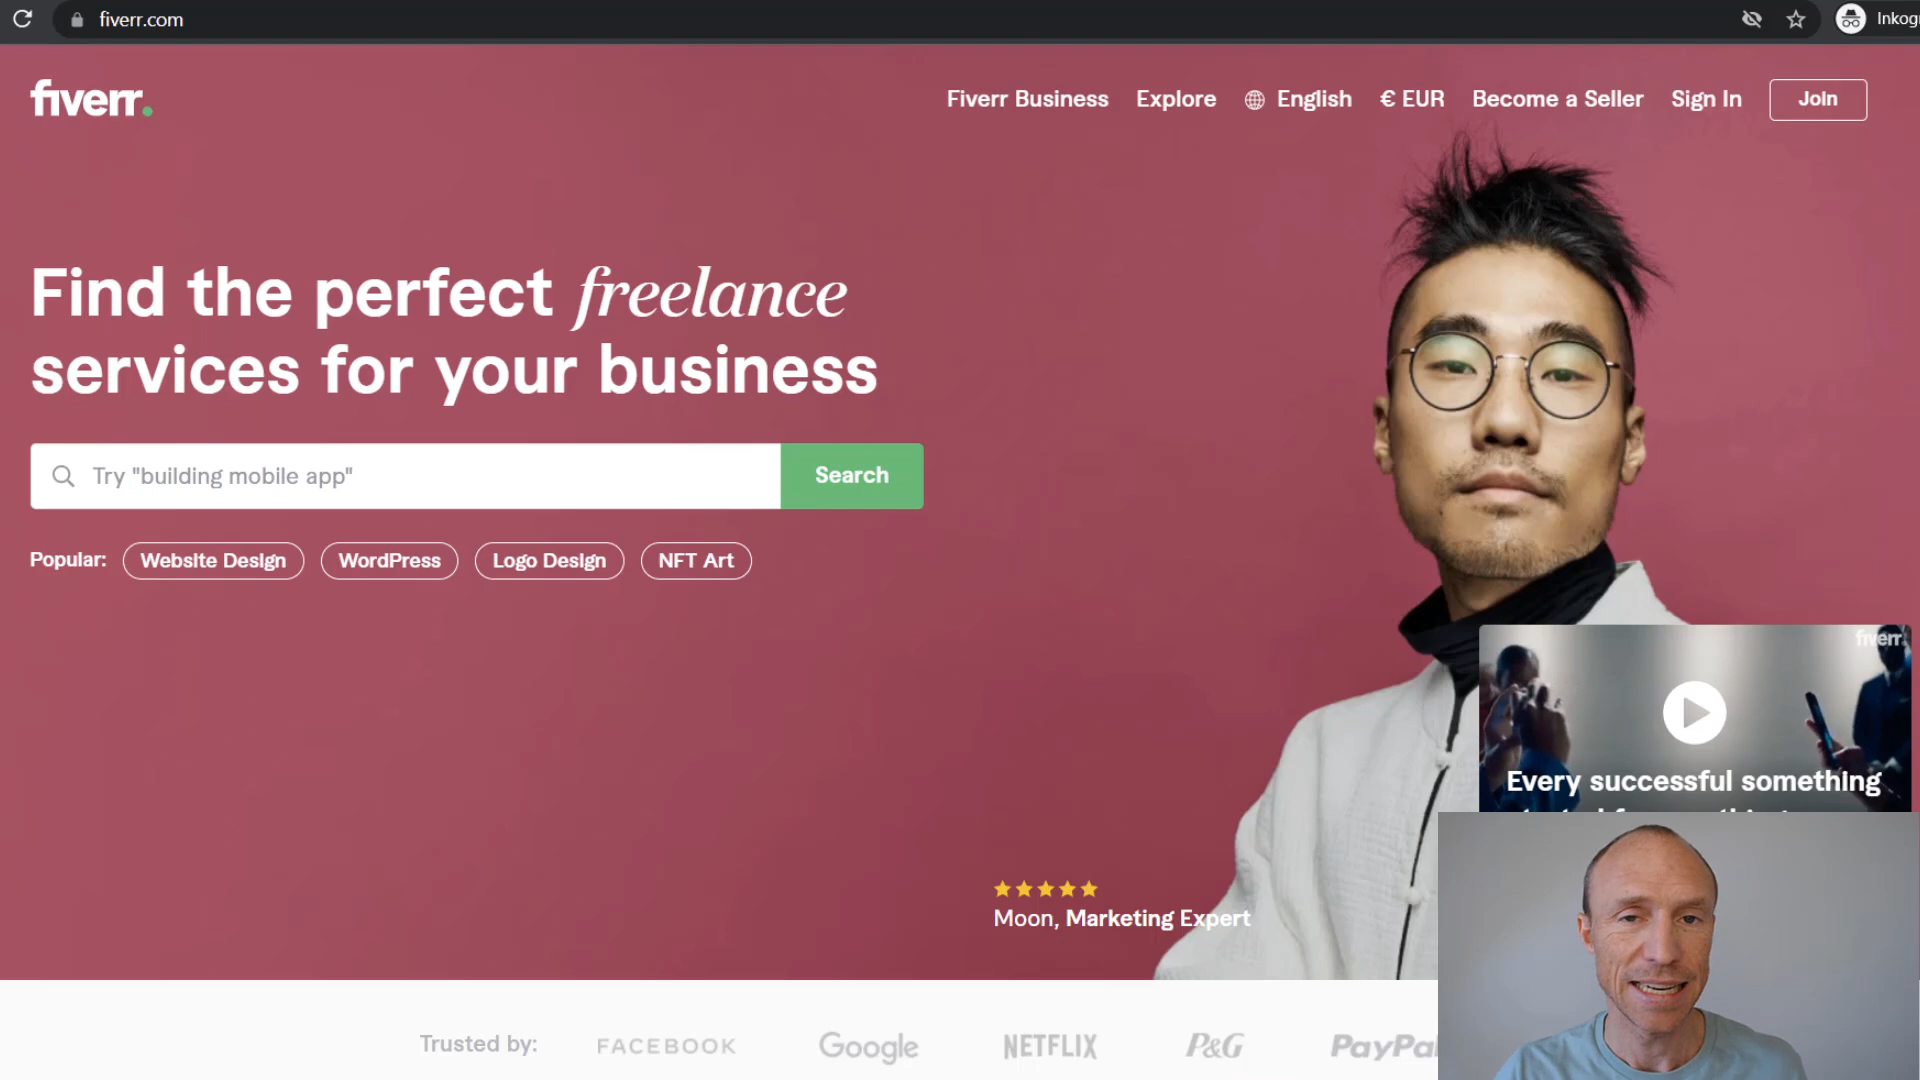 fiverr.com
Inkog
fiverr.
Fiverr Business
Explore
English
€ EUR
Become a Seller
Sign In
Join
Find the perfect freelance
services for your business
Try "building mobile app"
Search
Popular:
Website Design
WordPress
Logo Design
NFT Art
fiverr.
Every successful something
Moon, Marketing Expert
Trusted by:
FACEBOOK
Google
NETFLIX
P&G
PayPal